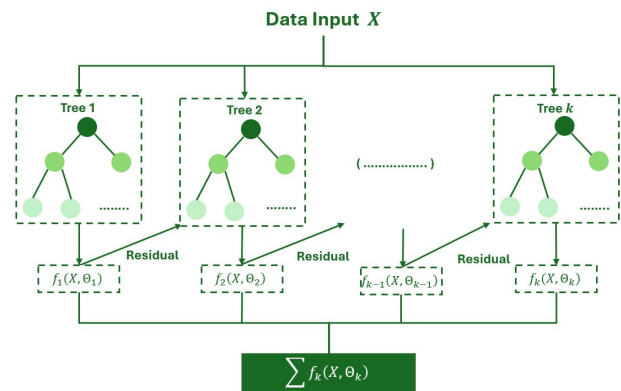 Data Input X
Tree 1
Tree 2
Tree k
........
........
(................)
........
Residual
Residual
Residual
f₁(X,Θ₁)
f₂(X,Θ₂)
fₖ₋₁(X,Θₖ₋₁)
fₖ(X,Θₖ)
∑ fₖ(X,Θₖ)